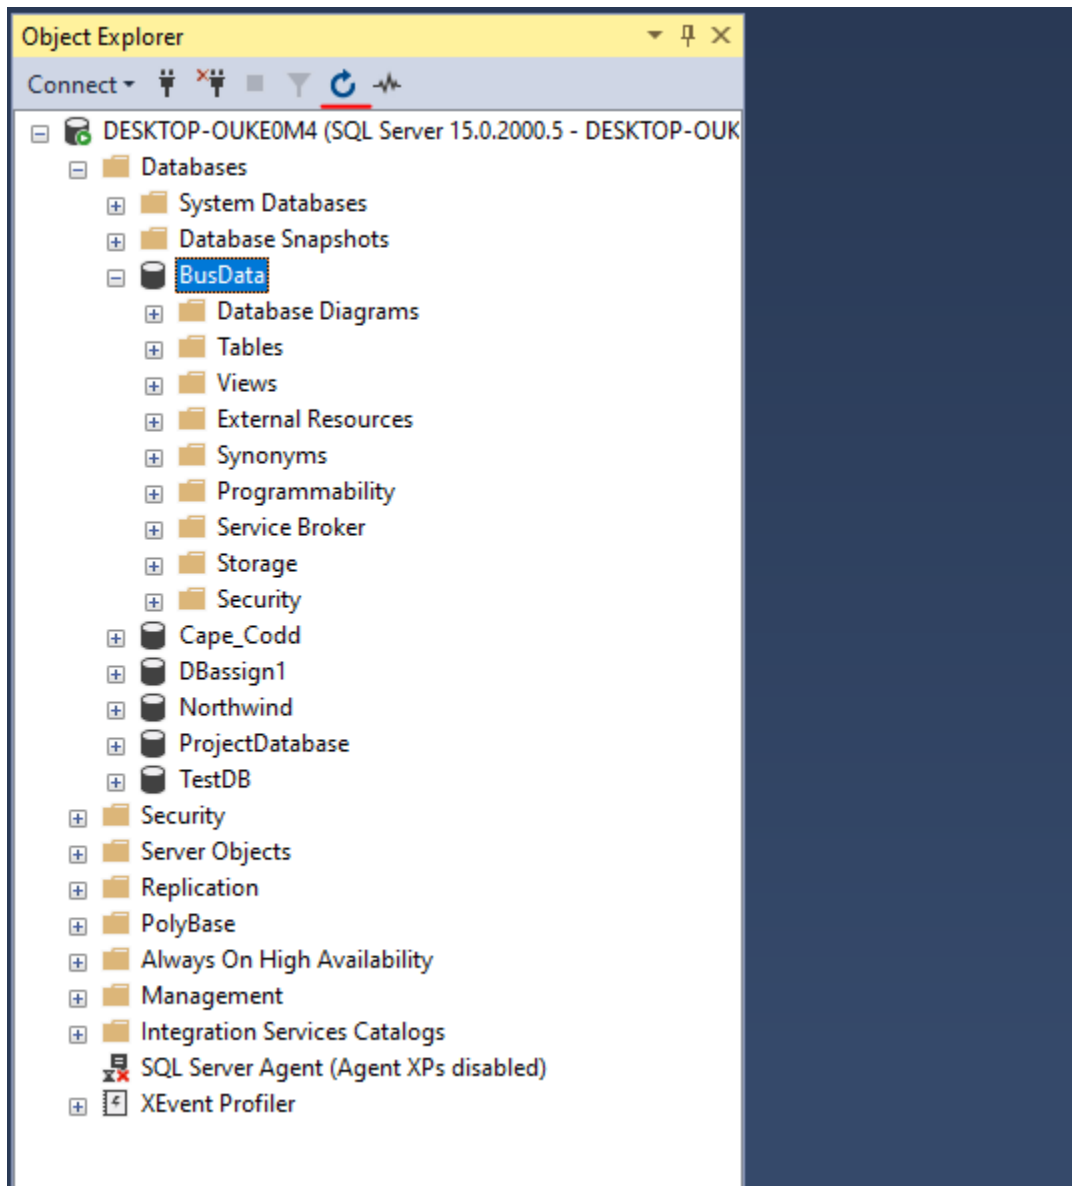 Object Explorer
Connect
DESKTOP-OUKE0M4 (SQL Server 15.0.2000.5 - DESKTOP-OUK
Databases
System Databases
Database Snapshots
BusData
Database Diagrams
Tables
Views
External Resources
Synonyms
Programmability
Service Broker
Storage
Security
Cape_Codd
DBassign1
Northwind
ProjectDatabase
TestDB
Security
Server Objects
Replication
PolyBase
Always On High Availability
Management
Integration Services Catalogs
SQL Server Agent (Agent XPs disabled)
XEvent Profiler